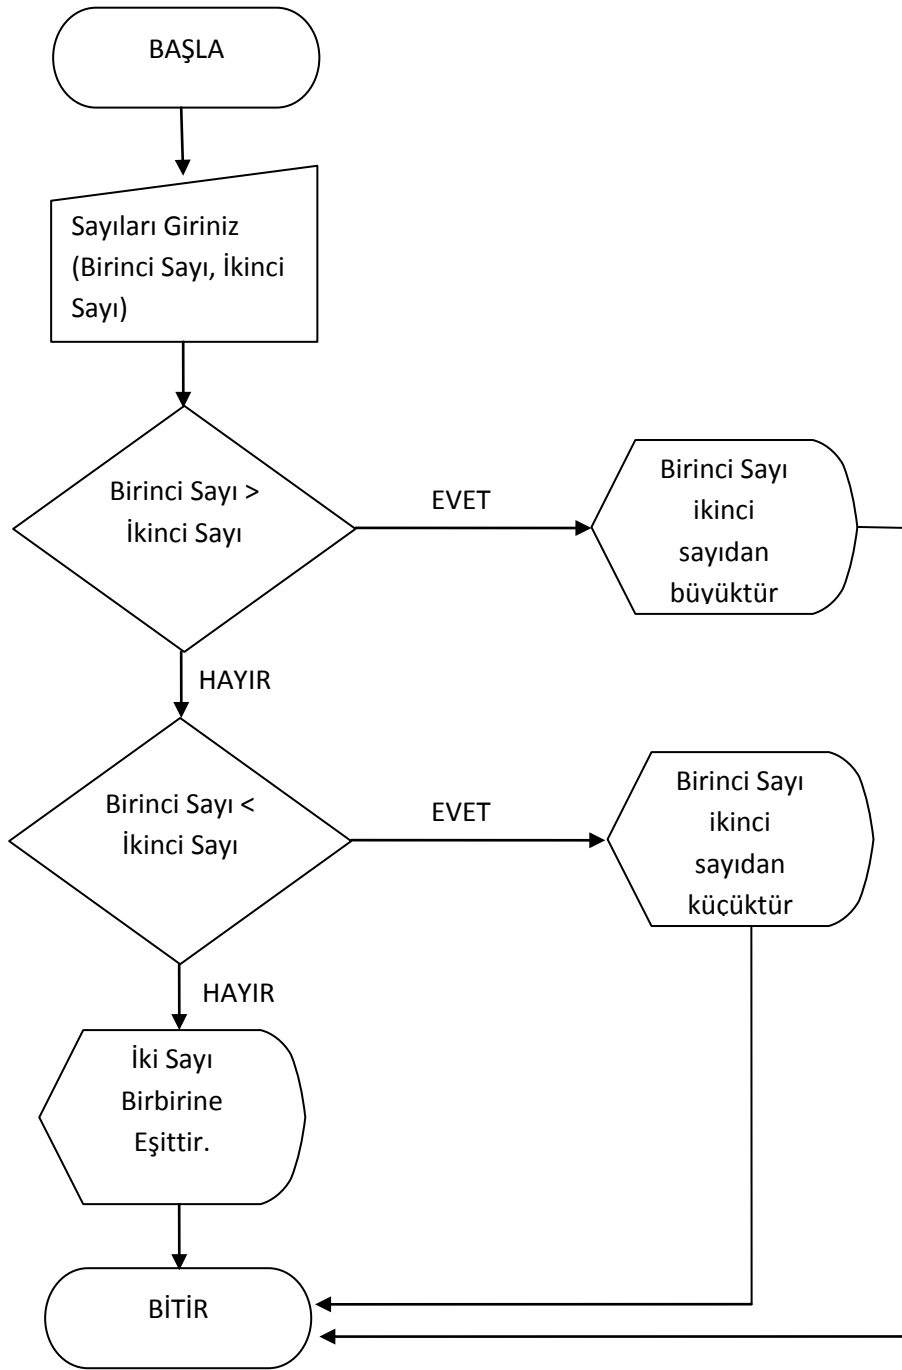 BAŞLA
Sayıları Giriniz
(Birinci Sayı, İkinci
Sayı)
Birinci Sayı >
İkinci Sayı
EVET
Birinci Sayı
ikinci
sayıdan
büyüktür
HAYIR
Birinci Sayı <
İkinci Sayı
EVET
Birinci Sayı
ikinci
sayıdan
küçüktür
HAYIR
İki Sayı
Birbirine
Eşittir.
BİTİR